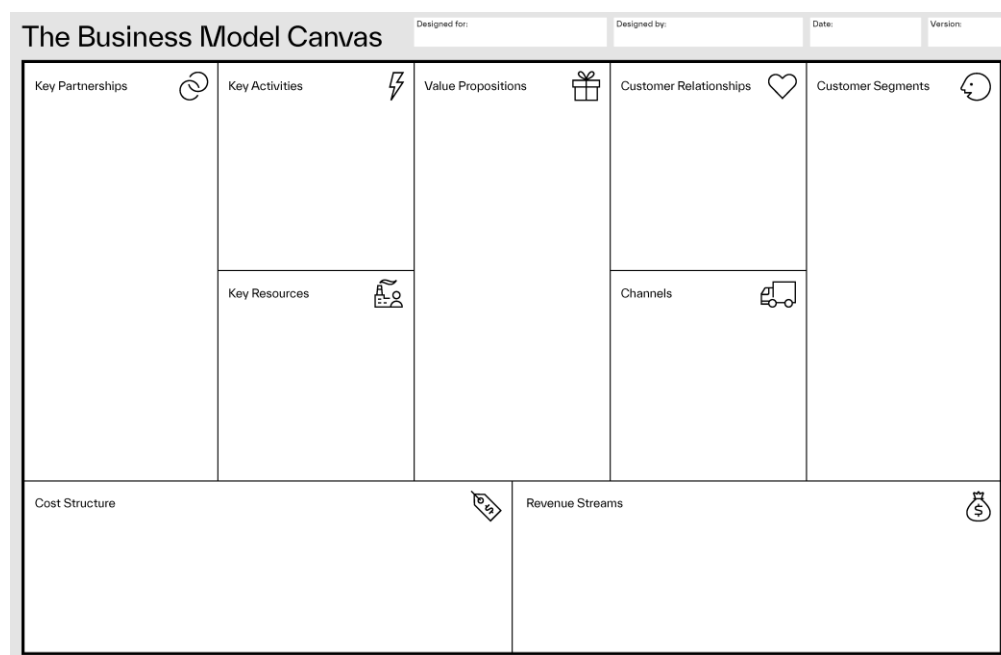 The Business Model Canvas
Designed for:
Designed by:
Date:
Version:
Key Partnerships
Key Activities
Value Propositions
Customer Relationships
Customer Segments
Key Resources
Channels
Cost Structure
Revenue Streams